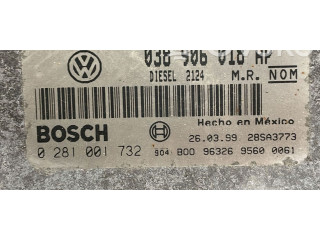 038 906 018 AP
DIESEL 2124 M.R. NOM
Hecho en México
BOSCH
26.03.99 28SA3773
0 281 001 732 904 B00 96326 9560 0061